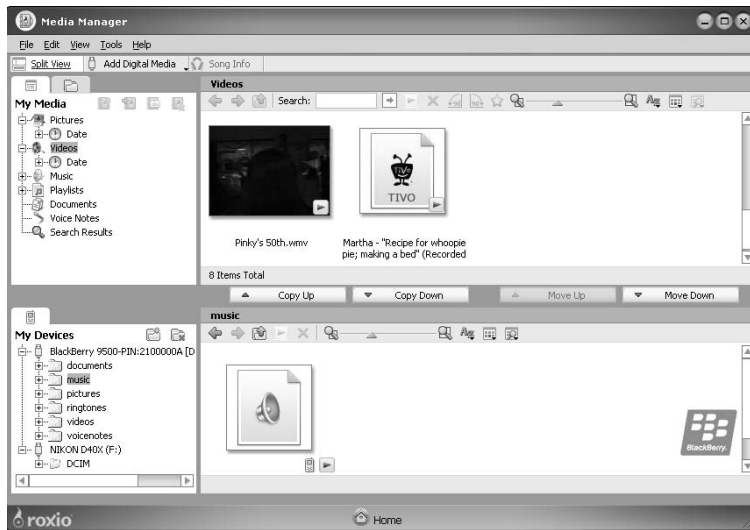 Media Manager
File Edit View Tools Help
Split View Add Digital Media Song Info
Videos
My Media
Search:
Pictures
Date
Videos
Date
Music
Playlists
Documents
Voice Notes
Search Results
TIVO
TIVO
Pinky's 50th.wmv
Martha - "Recipe for whoopie
pie; making a bed" (Recorded
8 Items Total
Copy Up Copy Down Move Up Move Down
music
My Devices
BlackBerry 9500-PIN:2100000A [D
documents
music
pictures
ringtones
videos
voicenotes
NIKON D40X (F:)
DCIM
BlackBerry.
roxio
Home